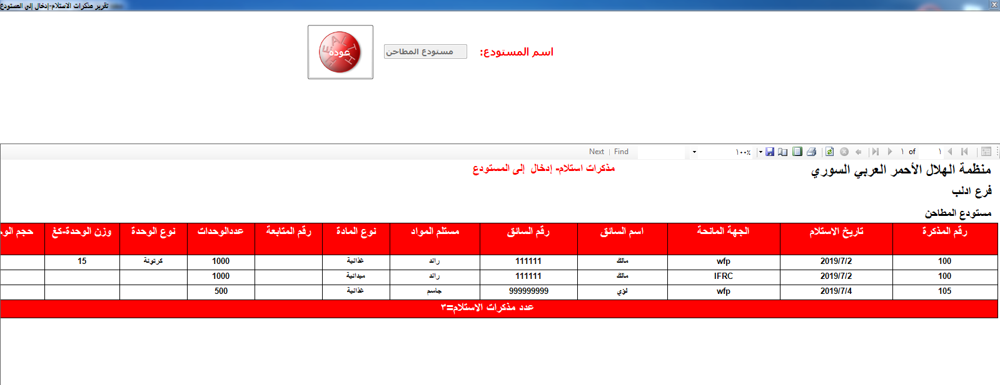 تقرير مذكرات الاستلام-إدخال إلى المستودع
اسم المستودع: مستودع المطاحن عودة
١ of ١ ١٠٠٪ Find | Next
منظمة الهلال الأحمر العربي السوري
مذكرات استلام- إدخال إلى المستودع
فرع ادلب
مستودع المطاحن
رقم المذكرة تاريخ الاستلام الجهة المانحة اسم السائق رقم السائق مستلم المواد نوع المادة رقم المتابعة عددالوحدات نوع الوحدة وزن الوحدة-كغ حجم الو
100 2019/7/2 wfp مالك 111111 رائد غذائية 1000 كرتونة 15
100 2019/7/2 IFRC مالك 111111 رائد ميدانية 1000
105 2019/7/4 wfp لؤي 999999999 جاسم غذائية 500
عدد مذكرات الاستلام=٣